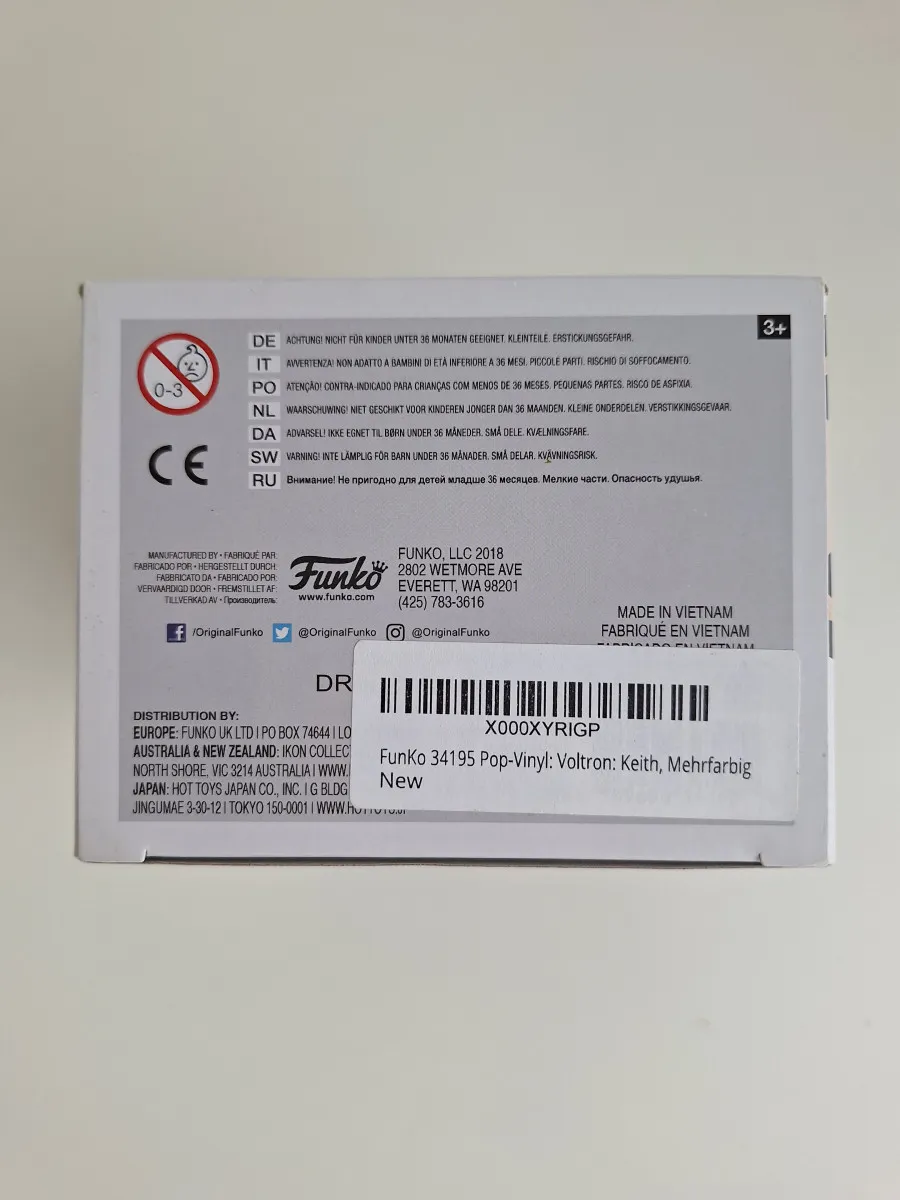 3+
0-3
DE ACHTUNG! NICHT FÜR KINDER UNTER 36 MONATEN GEEIGNET. KLEINTEILE. ERSTICKUNGSGEFAHR.
IT AVVERTENZA! NON ADATTO A BAMBINI DI ETÀ INFERIORE A 36 MESI. PICCOLE PARTI. RISCHIO DI SOFFOCAMENTO.
PO ATENÇÃO! CONTRA-INDICADO PARA CRIANÇAS COM MENOS DE 36 MESES. PEQUENAS PARTES. RISCO DE ASFIXIA.
NL WAARSCHUWING! NIET GESCHIKT VOOR KINDEREN JONGER DAN 36 MAANDEN. KLEINE ONDERDELEN. VERSTIKKINGSGEVAAR.
DA ADVARSEL! IKKE EGNET TIL BØRN UNDER 36 MÅNEDER. SMÅ DELE. KVÆLNINGSFARE.
SW VARNING! INTE LÄMPLIG FÖR BARN UNDER 36 MÅNADER. SMÅ DELAR. KVÄVNINGSRISK.
RU Внимание! Не пригодно для детей младше 36 месяцев. Мелкие части. Опасность удушья.
CE
MANUFACTURED BY • FABRIQUÉ PAR:
FABRICADO POR • HERGESTELLT DURCH:
FABBRICATO DA • FABRICADO POR:
VERVAARDIGD DOOR • FREMSTILLET AF:
TILLVERKAD AV • Производитель:
Funko
www.funko.com
FUNKO, LLC 2018
2802 WETMORE AVE
EVERETT, WA 98201
(425) 783-3616
/OriginalFunko @OriginalFunko @OriginalFunko
MADE IN VIETNAM
FABRIQUÉ EN VIETNAM
FABRICADO EN VIETNAM
DR
DISTRIBUTION BY:
EUROPE: FUNKO UK LTD I PO BOX 74644 I LO
AUSTRALIA & NEW ZEALAND: IKON COLLECT
NORTH SHORE, VIC 3214 AUSTRALIA I WWW.
JAPAN: HOT TOYS JAPAN CO., INC. I G BLDG
JINGUMAE 3-30-12 I TOKYO 150-0001 I WWW.HOTTOYS.J
X000XYRIGP
FunKo 34195 Pop-Vinyl: Voltron: Keith, Mehrfarbig
New